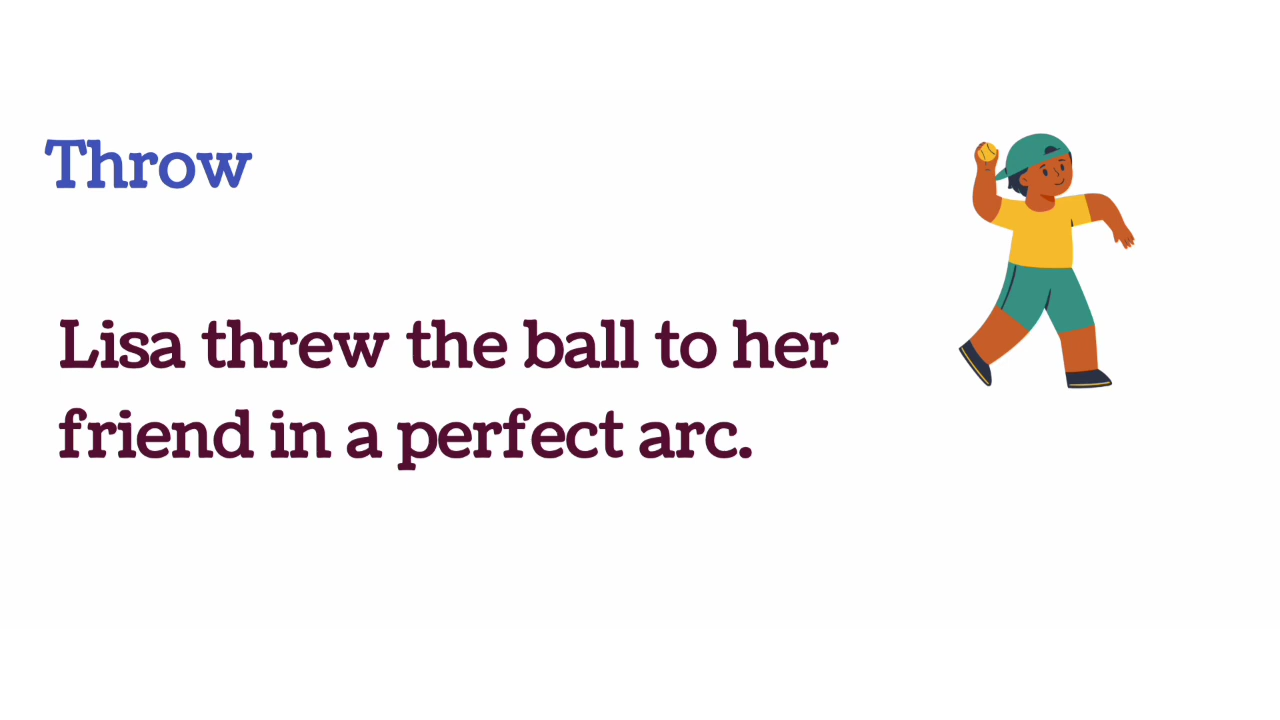 Throw
Lisa threw the ball to her
friend in a perfect arc.